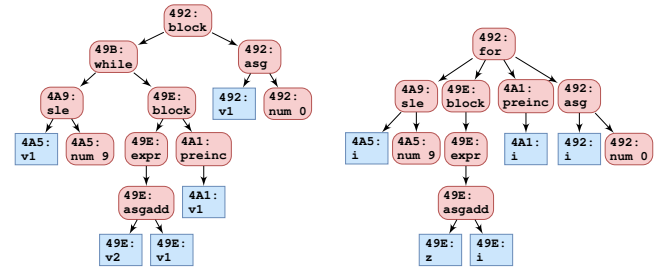 492:
block
49B:
while
492:
asg
4A9:
sle
49E:
block
492:
v1
492:
num 0
4A5:
v1
4A5:
num 9
49E:
expr
4A1:
preinc
49E:
asgadd
4A1:
v1
49E:
v2
49E:
v1
492:
for
4A9:
sle
49E:
block
4A1:
preinc
492:
asg
4A5:
i
4A5:
num 9
49E:
expr
4A1:
i
492:
i
492:
num 0
49E:
asgadd
49E:
z
49E:
i